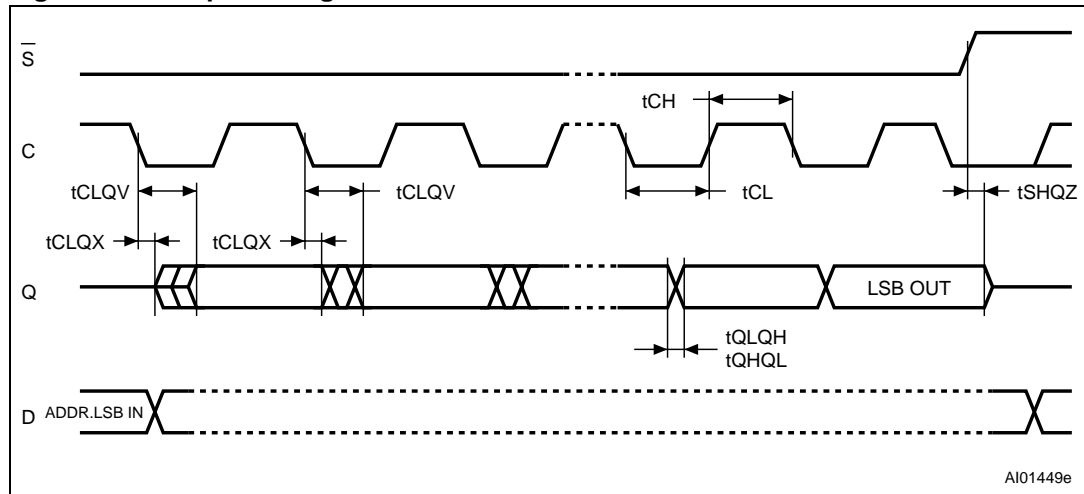 S
tCH
C
tCLQV
tCLQV
tCL
tSHQZ
tCLQX
tCLQX
Q
LSB OUT
tQLQH
tQHQL
D
ADDR.LSB IN
AI01449e